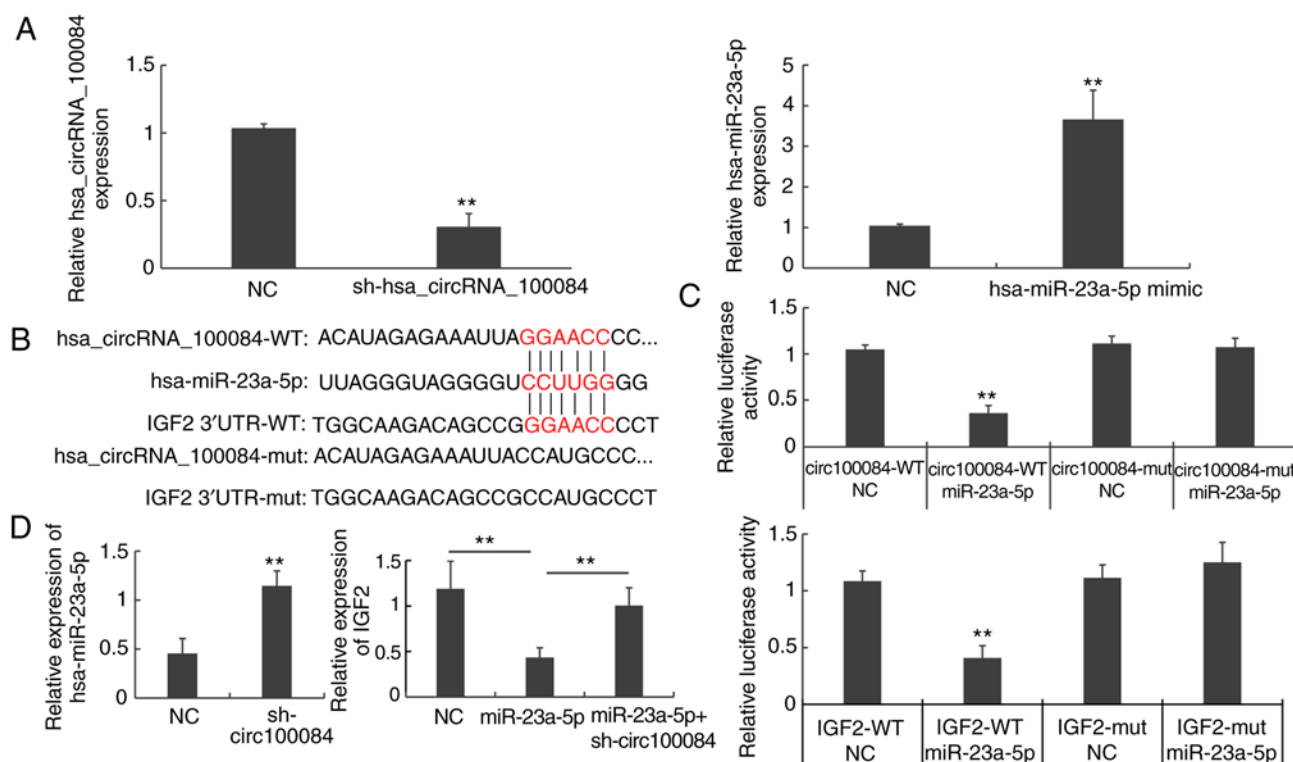 A
Relative hsa_circRNA_100084
expression
1.5
1
0.5
0
**
NC
sh-hsa_circRNA_100084
Relative hsa-miR-23a-5p
expression
5
4
3
2
1
0
**
NC
hsa-miR-23a-5p mimic
B
hsa_circRNA_100084-WT: ACAUAGAGAAAUUAGGAACCCC...
hsa-miR-23a-5p: UUAGGGUAGGGGUCCUUGGGG
IGF2 3′UTR-WT: TGGCAAGACAGCCGGGAACCCCT
hsa_circRNA_100084-mut: ACAUAGAGAAAUUACCAUGCCC...
IGF2 3′UTR-mut: TGGCAAGACAGCCGCCAUGCCCT
C
Relative luciferase
activity
1.5
1
0.5
0
**
circ100084-WT
NC
circ100084-WT
miR-23a-5p
circ100084-mut
NC
circ100084-mut
miR-23a-5p
Relative luciferase activity
1.5
1
0.5
0
**
IGF2-WT
NC
IGF2-WT
miR-23a-5p
IGF2-mut
NC
IGF2-mut
miR-23a-5p
D
Relative expression of
hsa-miR-23a-5p
1.5
1
0.5
0
**
NC
sh-
circ100084
Relative expression
of IGF2
1.5
1
0.5
0
**
**
NC
miR-23a-5p
miR-23a-5p+
sh-circ100084